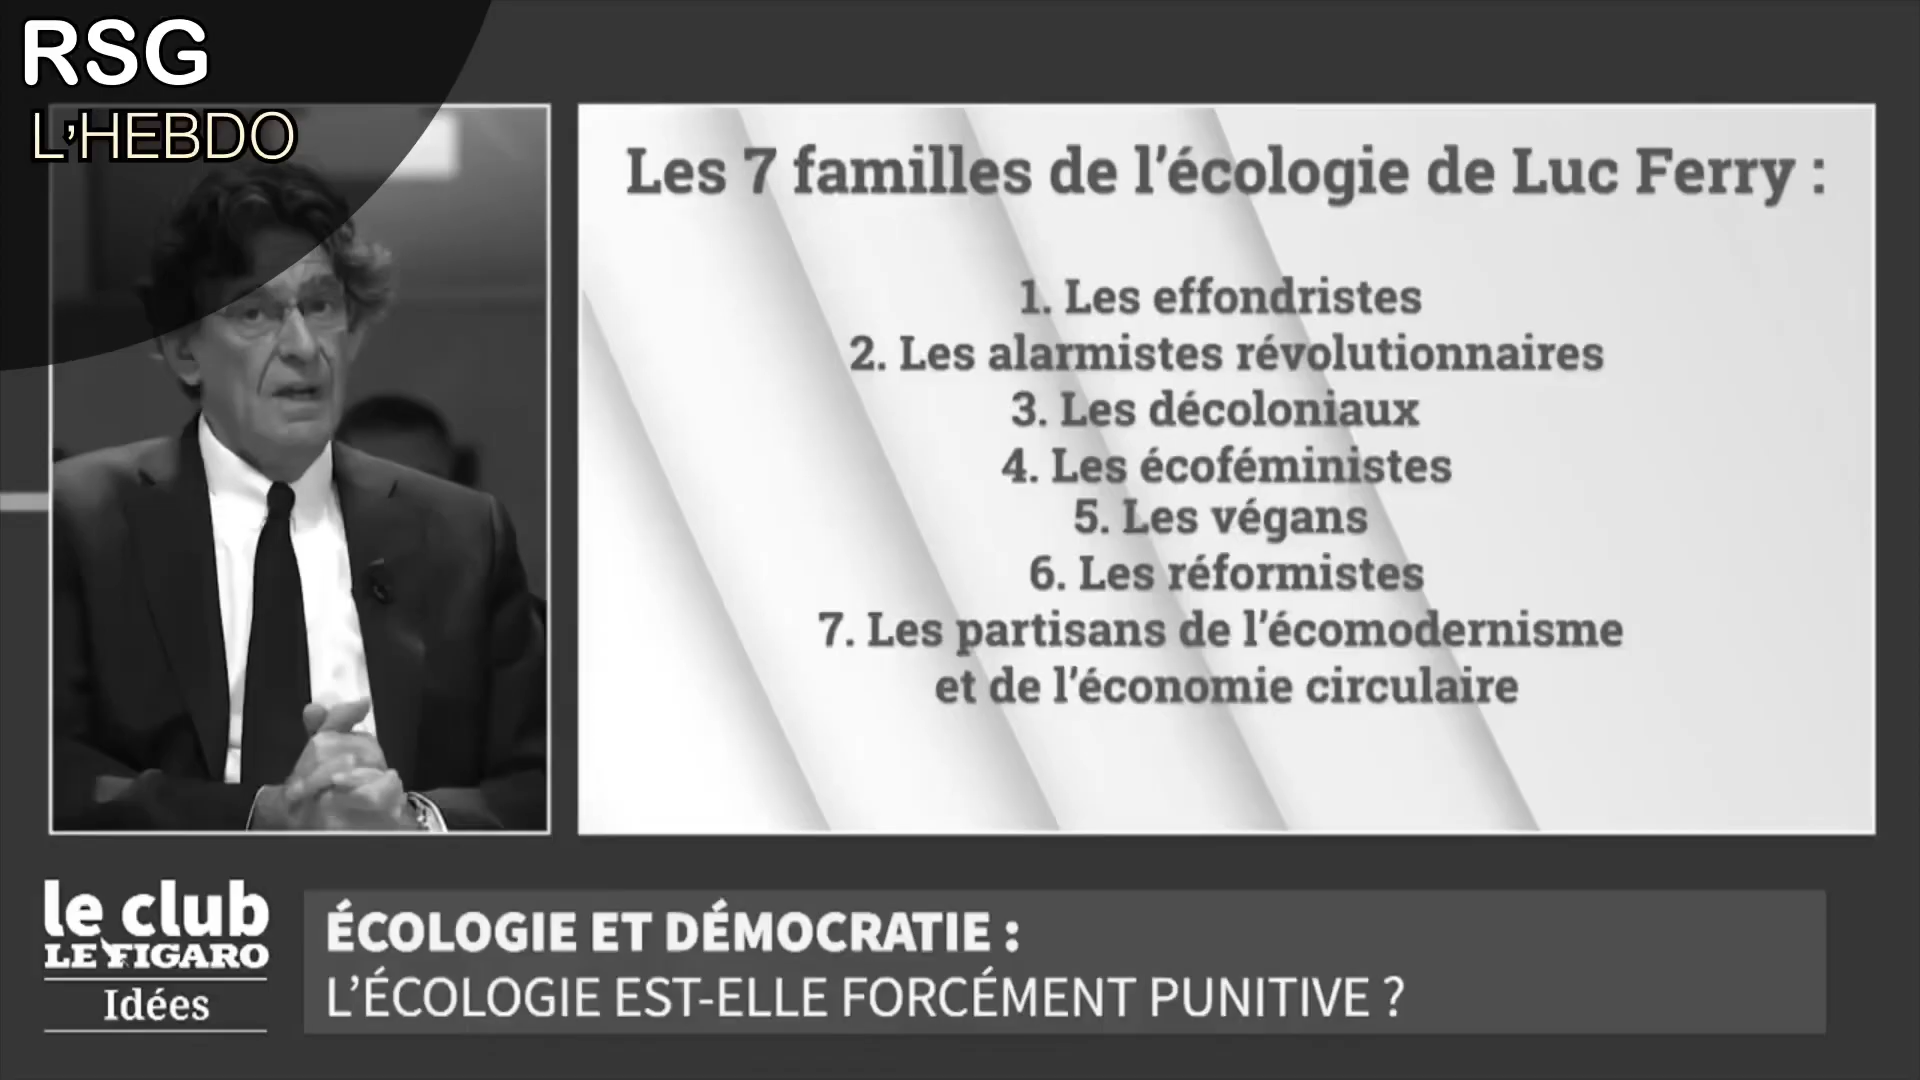 RSG
L'HEBDO
Les 7 familles de l'écologie de Luc Ferry :
1. Les effondristes
2. Les alarmistes révolutionnaires
3. Les décoloniaux
4. Les écoféministes
5. Les végans
6. Les réformistes
7. Les partisans de l'écomodernisme
et de l'économie circulaire
le club
LE FIGARO
Idées
ÉCOLOGIE ET DÉMOCRATIE :
L'ÉCOLOGIE EST-ELLE FORCÉMENT PUNITIVE ?